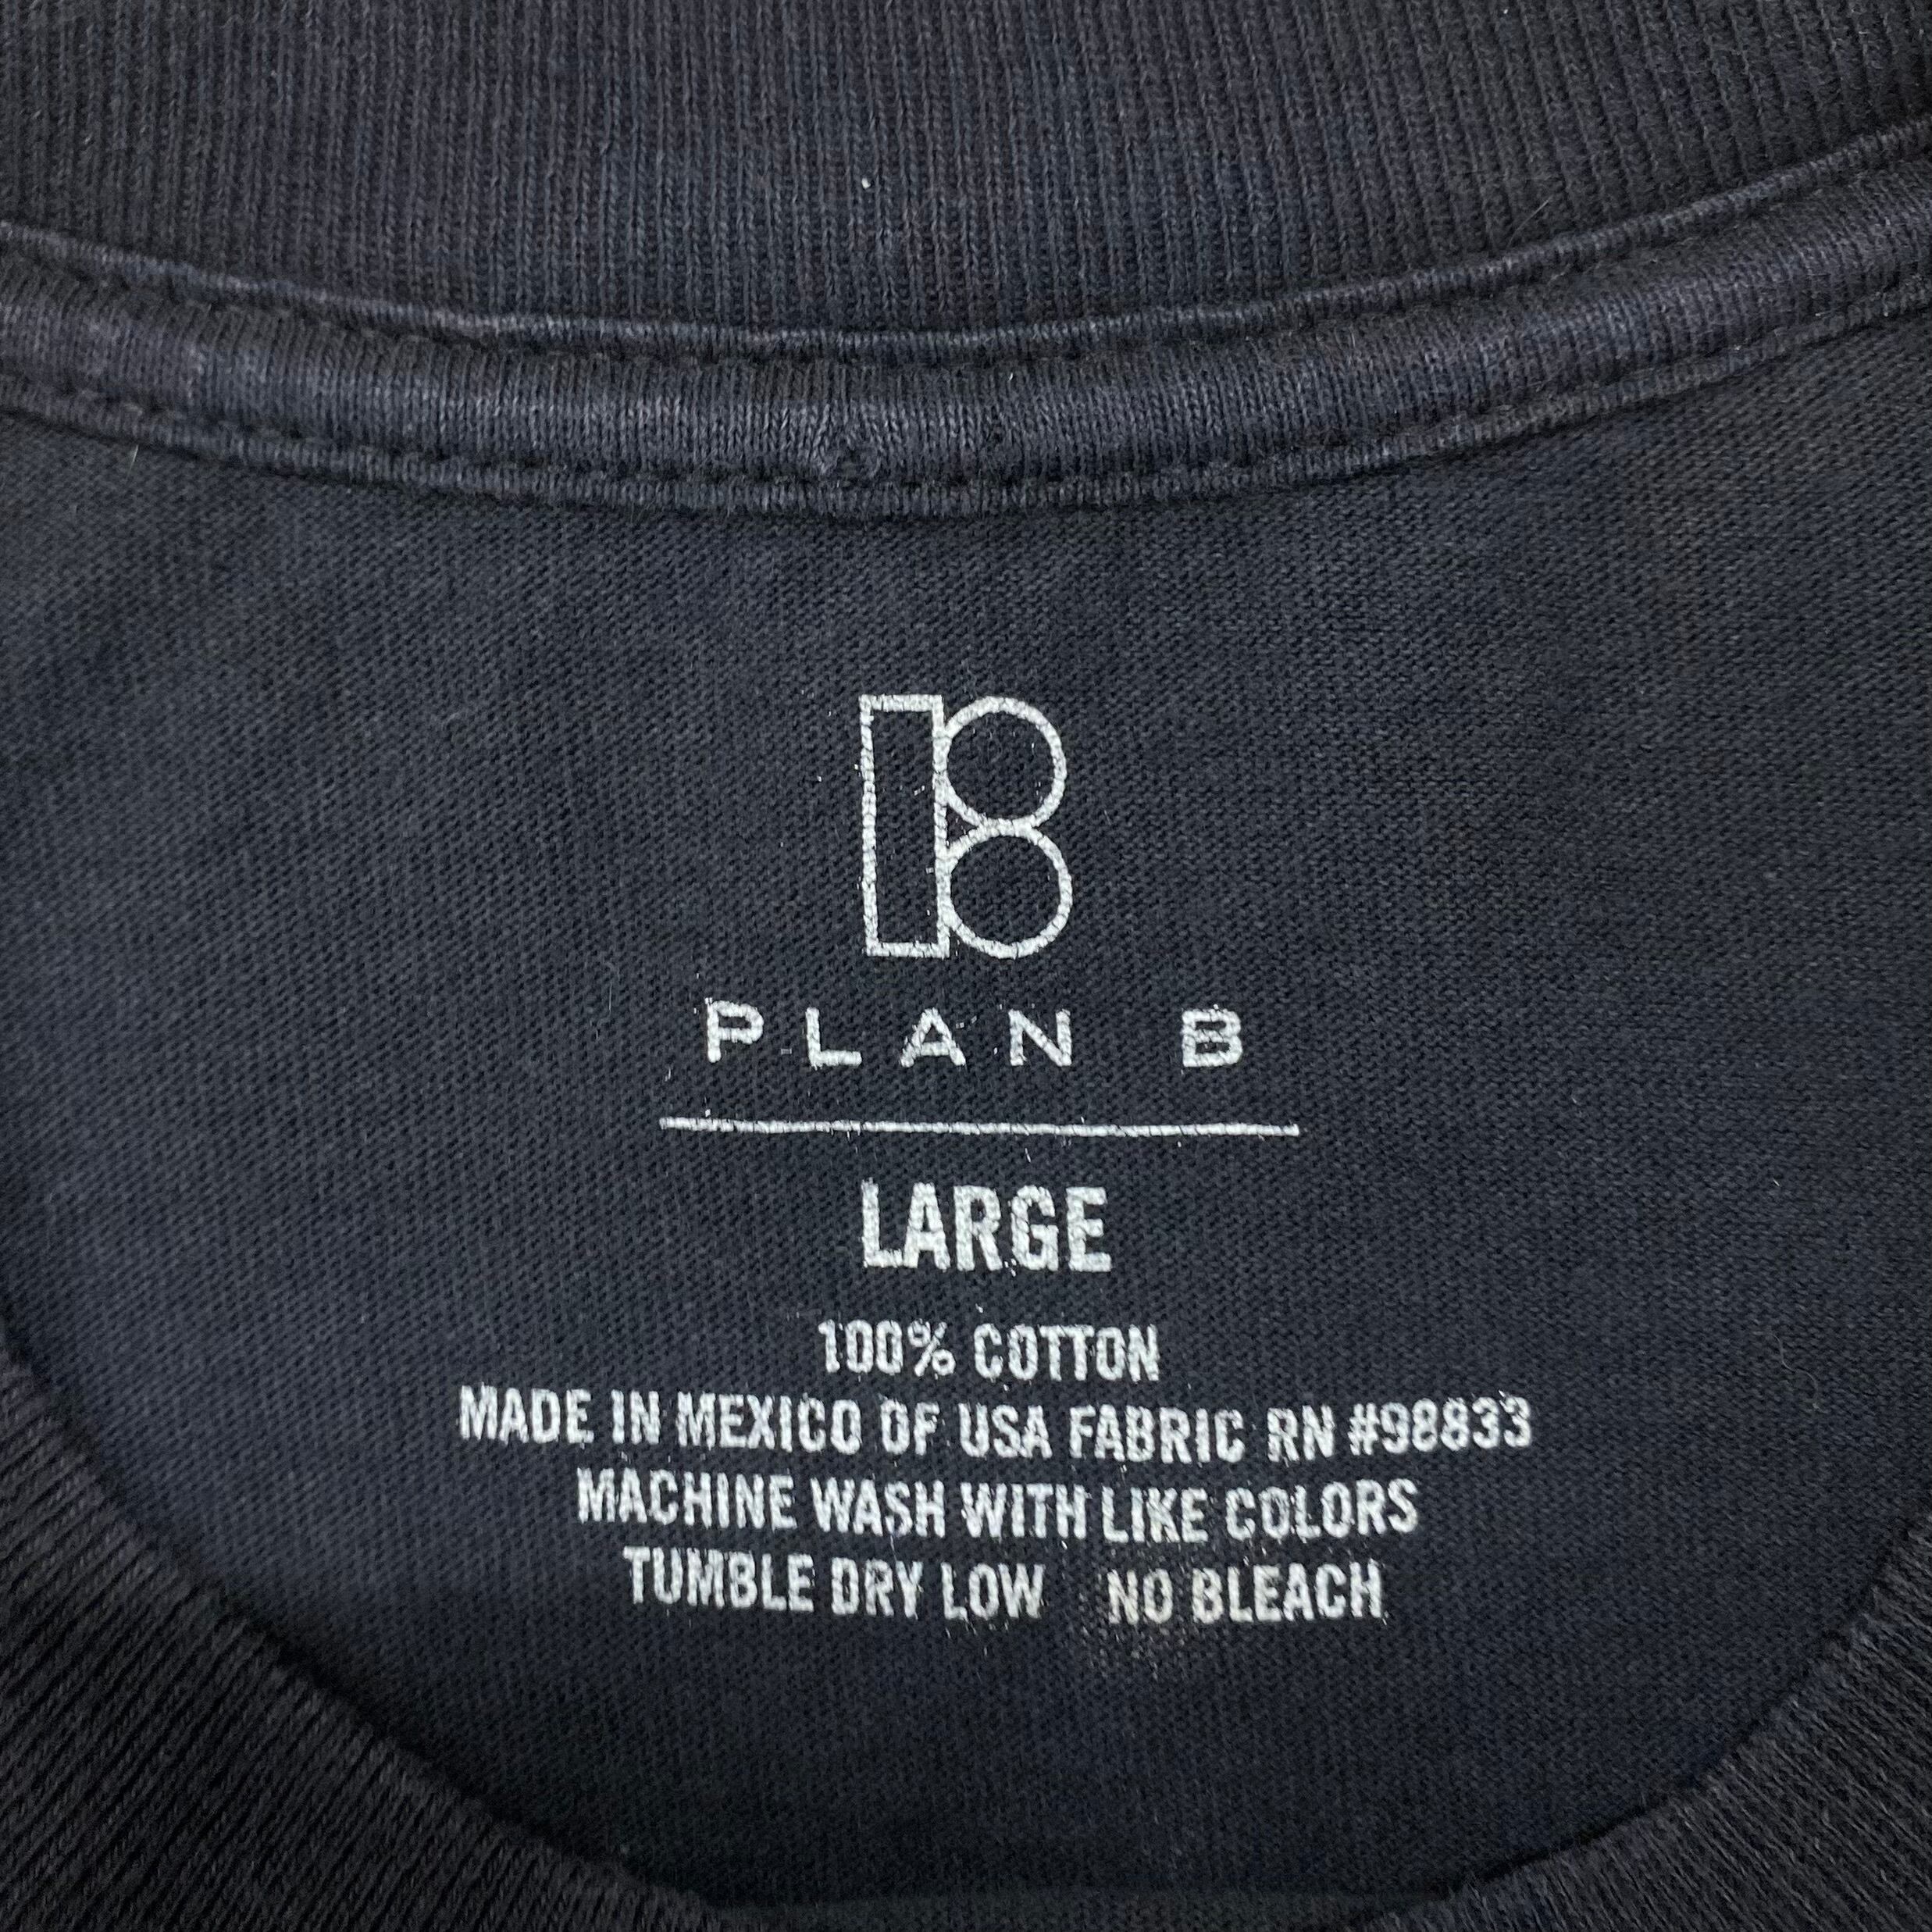 B
PLAN B
LARGE
100% COTTON
MADE IN MEXICO OF USA FABRIC RN #98833
MACHINE WASH WITH LIKE COLORS
TUMBLE DRY LOW NO BLEACH